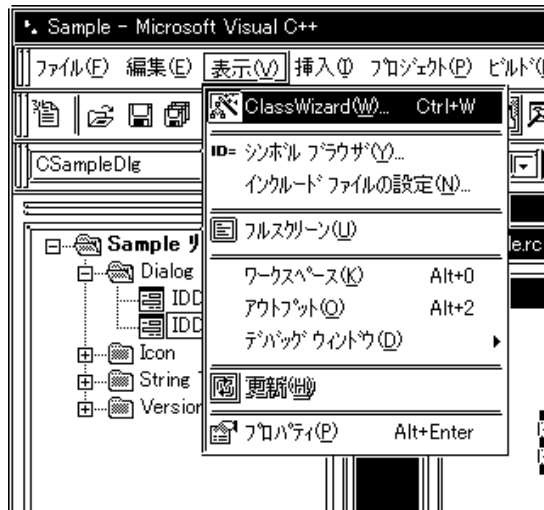 Sample - Microsoft Visual C++
ファイル(F) 編集(E) 表示(V) 挿入(I) プロジェクト(P) ビルド(
ClassWizard(W)... Ctrl+W
CSampleDlg
ID= シンボル ブラウザ(Y)...
インクルード ファイルの設定(N)...
フルスクリーン(U)
Sample リ
le.rc
Dialog
ワークスペース(K) Alt+0
IDD
アウトプット(O) Alt+2
IDD
デバッグ ウィンドウ(D)
Icon
String
更新(H)
Version
プロパティ(P) Alt+Enter